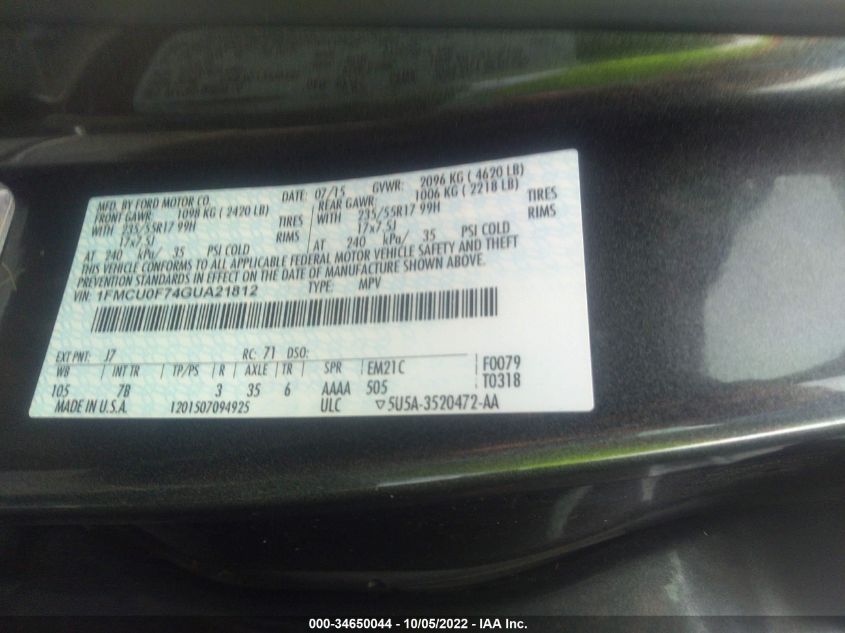 MFD. BY FORD MOTOR CO. DATE: 07/15 GVWR: 2096 KG ( 4620 LB)
FRONT GAWR: 1098 KG ( 2420 LB) REAR GAWR: 1006 KG ( 2218 LB)
WITH 235/55R17 99H TIRES WITH 235/55R17 99H TIRES
17x7.5J RIMS 17x7.5J RIMS
AT 240 kPa/ 35 PSI COLD AT 240 kPa/ 35 PSI COLD
THIS VEHICLE CONFORMS TO ALL APPLICABLE FEDERAL MOTOR VEHICLE SAFETY AND THEFT
PREVENTION STANDARDS IN EFFECT ON THE DATE OF MANUFACTURE SHOWN ABOVE.
VIN: 1FMCU0F74GUA21812 TYPE: MPV
EXT PNT: J7 RC: 71 DSO:
WB INT TR TP/PS R AXLE TR SPR EM21C F0079
105 7B 3 35 6 AAAA 505 T0318
MADE IN U.S.A. 1201507094925 ULC ▽5U5A-3520472-AA
000-34650044 - 10/05/2022 - IAA Inc.